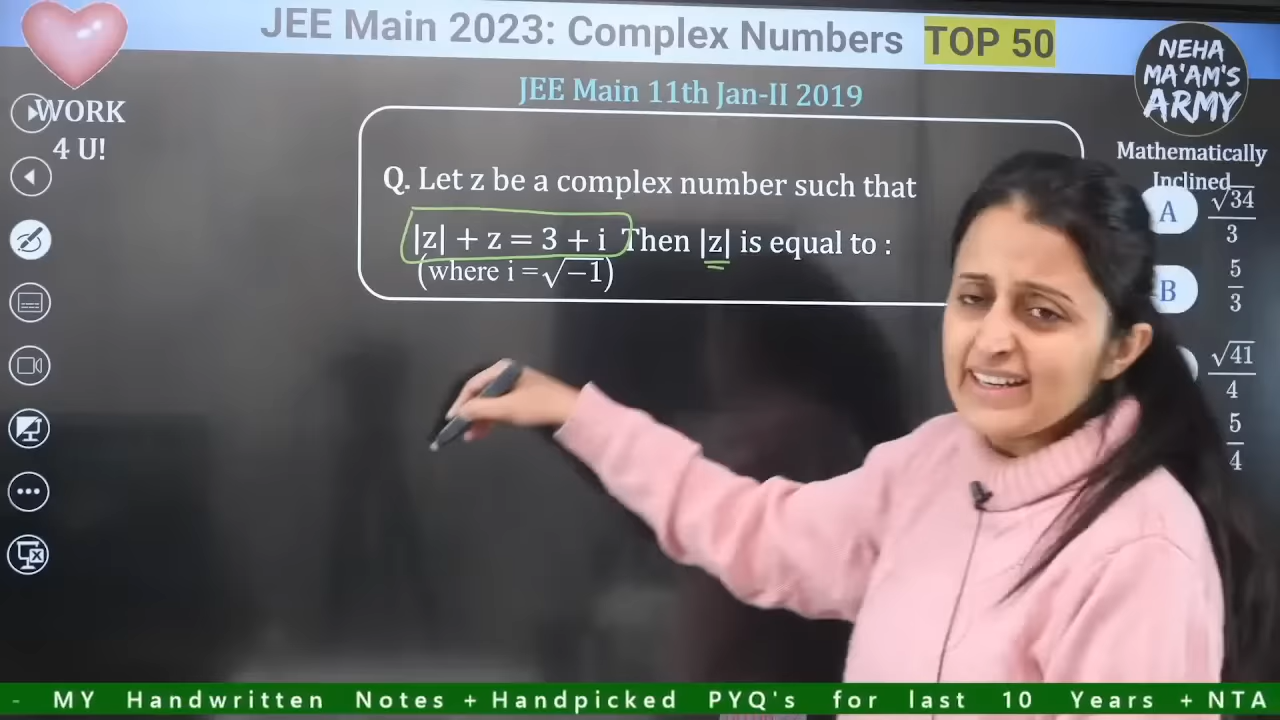 JEE Main 2023: Complex Numbers TOP 50
WORK
4 U!
NEHA
MA'AM'S
ARMY
Mathematically
Inclined
JEE Main 11th Jan-II 2019
Q. Let z be a complex number such that
|z| + z = 3 + i Then |z| is equal to :
(where i = √−1)
A √34/3
B 5/3
√41/4
5/4
- MY Handwritten Notes + Handpicked PYQ's for last 10 Years + NTA